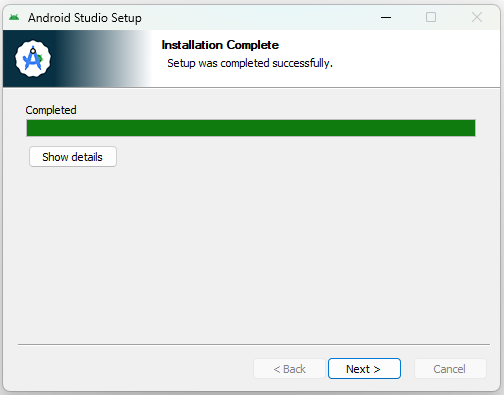 Android Studio Setup
Installation Complete
Setup was completed successfully.
Completed
Show details
< Back
Next >
Cancel